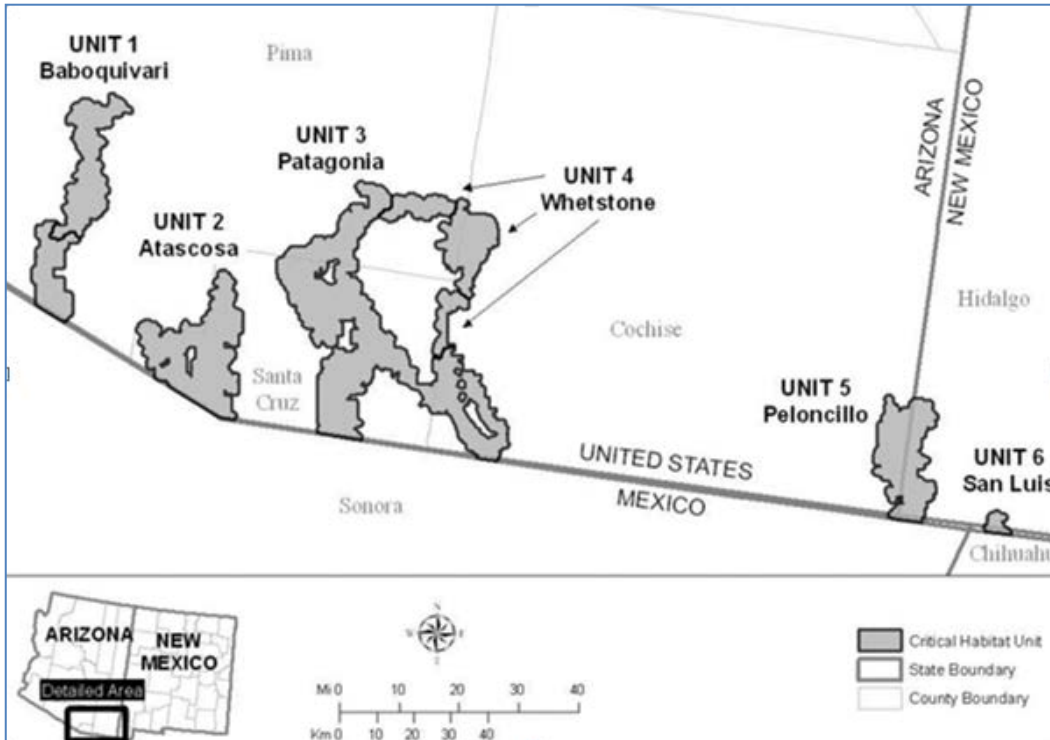 UNIT 1
Baboquivari
Pima
UNIT 3
Patagonia
UNIT 4
Whetstone
UNIT 2
Atascosa
ARIZONA
NEW MEXICO
Hidalgo
Cochise
Santa
Cruz
UNIT 5
Peloncillo
UNIT 6
San Luis
UNITED STATES
MEXICO
Sonora
Chihuahu
ARIZONA
NEW
MEXICO
Detailed Area
N
W
E
S
Mi 0 10 20 30 40
Km 0 10 20 30 40
Critical Habitat Unit
State Boundary
County Boundary